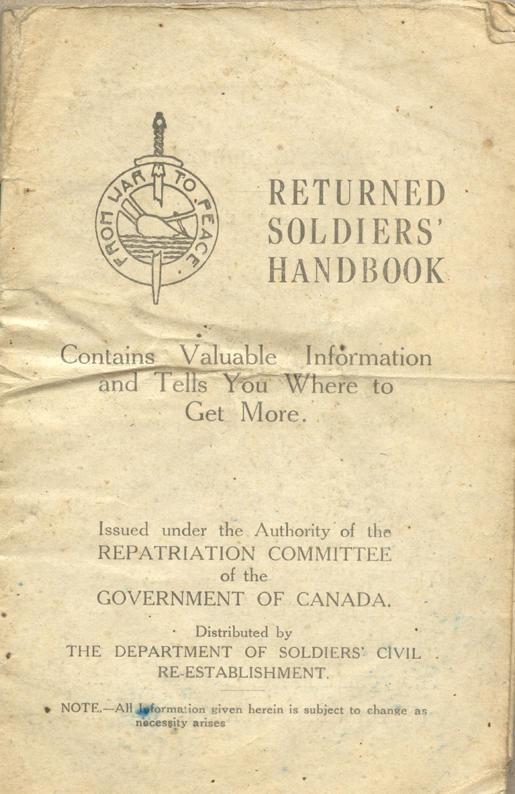 FROM WAR TO PEACE
RETURNED
SOLDIERS'
HANDBOOK
Contains Valuable Information
and Tells You Where to
Get More.
Issued under the Authority of the
REPATRIATION COMMITTEE
of the
GOVERNMENT OF CANADA.
Distributed by
THE DEPARTMENT OF SOLDIERS' CIVIL
RE-ESTABLISHMENT.
NOTE.—All Information given herein is subject to change as
necessity arises